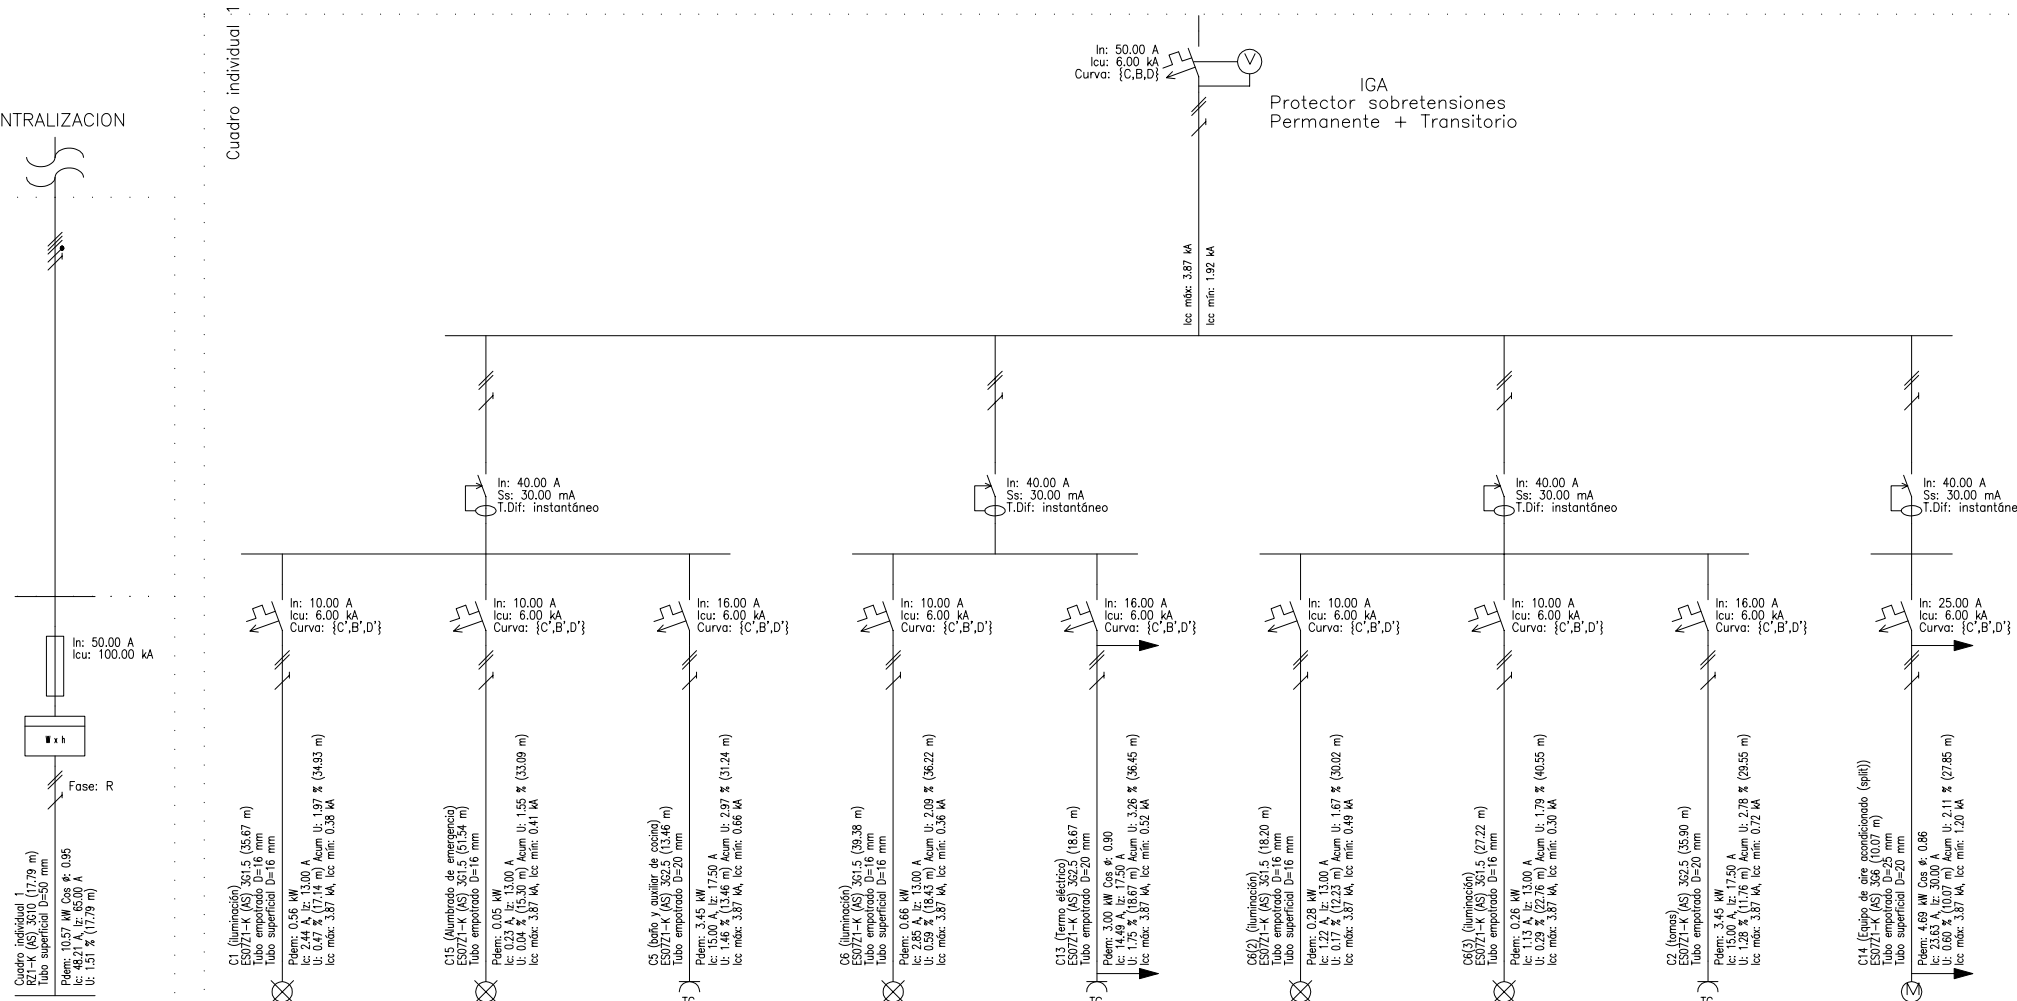 NTRALIZACION
Cuadro individual 1
In: 50.00 A
Icu: 6.00 kA
Curva: {C,B,D}
V
IGA
Protector sobretensiones
Permanente + Transitorio
Icc máx: 3.87 kA
Icc mín: 1.92 kA
In: 40.00 A
Ss: 30.00 mA
T.Dif: instantáneo
In: 40.00 A
Ss: 30.00 mA
T.Dif: instantáneo
In: 40.00 A
Ss: 30.00 mA
T.Dif: instantáneo
In: 40.00 A
Ss: 30.00 mA
T.Dif: instantáne
In: 50.00 A
Icu: 100.00 kA
W x h
Fase: R
In: 10.00 A
Icu: 6.00 kA
Curva: {C',B',D'}
In: 10.00 A
Icu: 6.00 kA
Curva: {C',B',D'}
In: 16.00 A
Icu: 6.00 kA
Curva: {C',B',D'}
In: 10.00 A
Icu: 6.00 kA
Curva: {C',B',D'}
In: 16.00 A
Icu: 6.00 kA
Curva: {C',B',D'}
In: 10.00 A
Icu: 6.00 kA
Curva: {C',B',D'}
In: 10.00 A
Icu: 6.00 kA
Curva: {C',B',D'}
In: 16.00 A
Icu: 6.00 kA
Curva: {C',B',D'}
In: 25.00 A
Icu: 6.00 kA
Curva: {C',B',D'}
Cuadro individual 1
RZ1-K (AS) 3G10 (17.79 m)
Tubo superficial D=50 mm
Pdem: 10.57 kW Cos ø: 0.95
Ic: 48.21 A, Iz: 65.00 A
U: 1.51 % (17.79 m)
C1 (iluminación)
ES07Z1-K (AS) 3G1.5 (35.67 m)
Tubo empotrado D=16 mm
Tubo superficial D=16 mm
Pdem: 0.56 kW
Ic: 2.44 A, Iz: 13.00 A
U: 0.47 % (17.14 m) Acum U: 1.97 % (34.93 m)
Icc máx: 3.87 kA, Icc mín: 0.38 kA
C15 (Alumbrado de emergencia)
ES07Z1-K (AS) 3G1.5 (51.54 m)
Tubo empotrado D=16 mm
Pdem: 0.05 kW
Ic: 0.23 A, Iz: 13.00 A
U: 0.04 % (15.30 m) Acum U: 1.55 % (33.09 m)
Icc máx: 3.87 kA, Icc mín: 0.41 kA
C5 (baño y auxiliar de cocina)
ES07Z1-K (AS) 3G2.5 (13.46 m)
Tubo empotrado D=20 mm
Pdem: 3.45 kW
Ic: 15.00 A, Iz: 17.50 A
U: 1.46 % (13.46 m) Acum U: 2.97 % (31.24 m)
Icc máx: 3.87 kA, Icc mín: 0.66 kA
C6 (iluminación)
ES07Z1-K (AS) 3G1.5 (39.38 m)
Tubo empotrado D=16 mm
Tubo superficial D=16 mm
Pdem: 0.66 kW
Ic: 2.85 A, Iz: 13.00 A
U: 0.59 % (18.43 m) Acum U: 2.09 % (36.22 m)
Icc máx: 3.87 kA, Icc mín: 0.36 kA
C13 (Termo eléctrico)
ES07Z1-K (AS) 3G2.5 (18.67 m)
Tubo empotrado D=20 mm
Pdem: 3.00 kW Cos ø: 0.90
Ic: 14.49 A, Iz: 17.50 A
U: 1.75 % (18.67 m) Acum U: 3.26 % (36.45 m)
Icc máx: 3.87 kA, Icc mín: 0.52 kA
C6(2) (iluminación)
ES07Z1-K (AS) 3G1.5 (18.20 m)
Tubo empotrado D=16 mm
Tubo superficial D=16 mm
Pdem: 0.28 kW
Ic: 1.22 A, Iz: 13.00 A
U: 0.17 % (12.23 m) Acum U: 1.67 % (30.02 m)
Icc máx: 3.87 kA, Icc mín: 0.49 kA
C6(3) (iluminación)
ES07Z1-K (AS) 3G1.5 (27.22 m)
Tubo empotrado D=16 mm
Pdem: 0.26 kW
Ic: 1.13 A, Iz: 13.00 A
U: 0.29 % (22.76 m) Acum U: 1.79 % (40.55 m)
Icc máx: 3.87 kA, Icc mín: 0.30 kA
C2 (tomas)
ES07Z1-K (AS) 3G2.5 (35.90 m)
Tubo empotrado D=20 mm
Pdem: 3.45 kW
Ic: 15.00 A, Iz: 17.50 A
U: 1.28 % (11.76 m) Acum U: 2.78 % (29.55 m)
Icc máx: 3.87 kA, Icc mín: 0.72 kA
C14 (Equipo de aire acondicionado (split))
ES07Z1-K (AS) 3G6 (10.07 m)
Tubo empotrado D=25 mm
Tubo superficial D=20 mm
Pdem: 4.69 kW Cos ø: 0.86
Ic: 23.63 A, Iz: 30.00 A
U: 0.60 % (10.07 m) Acum U: 2.11 % (27.85 m)
Icc máx: 3.87 kA, Icc mín: 1.20 kA
M